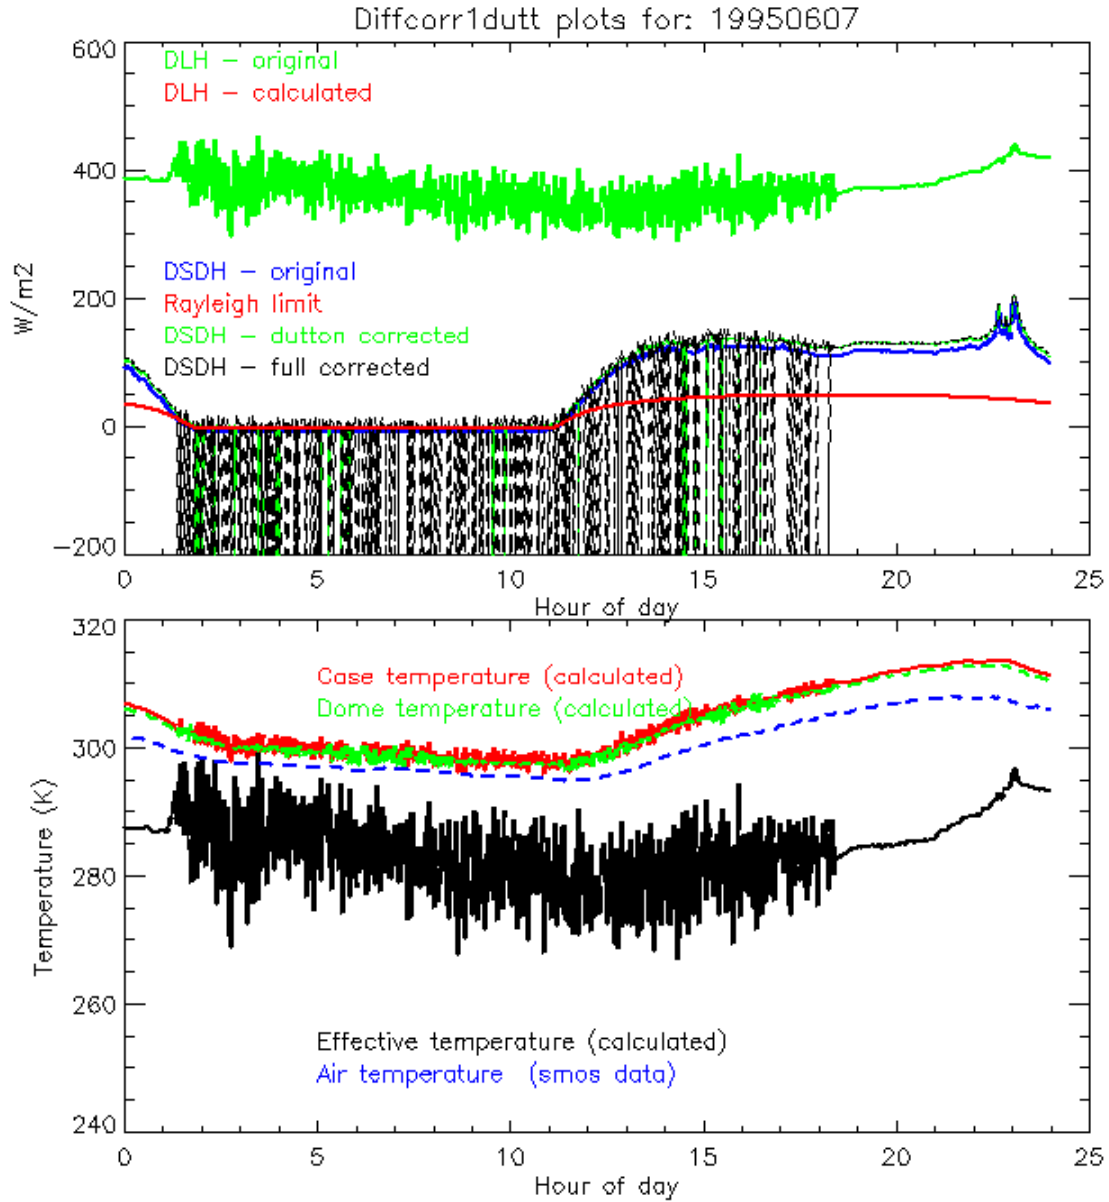 Diffcorr1dutt plots for: 19950607
600
DLH – original
DLH – calculated
400
DSDH – original
200
Rayleigh limit
DSDH – dutton corrected
DSDH – full corrected
0
−200
W/m2
0 5 10 15 20 25
Hour of day
320
Case temperature (calculated)
Dome temperature (calculated)
300
280
Temperature (K)
260
Effective temperature (calculated)
Air temperature (smos data)
240
0 5 10 15 20 25
Hour of day